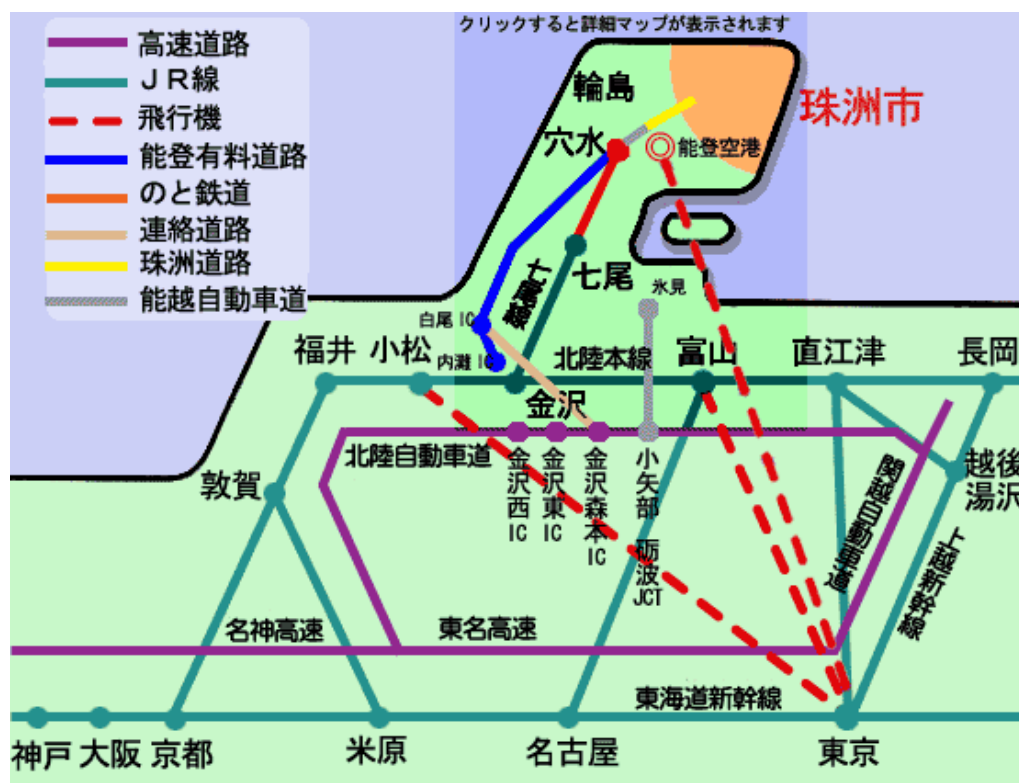 クリックすると詳細マップが表示されます
高速道路
ＪＲ線
飛行機
能登有料道路
のと鉄道
連絡道路
珠洲道路
能越自動車道
輪島
珠洲市
穴水
能登空港
七尾
七尾線
氷見
白尾 IC
内灘 IC
福井
小松
北陸本線
富山
直江津
長岡
金沢
北陸自動車道
金沢西IC
金沢東IC
金沢森本IC
小矢部 砺波JCT
関越自動車道
越後湯沢
上越新幹線
敦賀
名神高速
東名高速
東海道新幹線
神戸
大阪
京都
米原
名古屋
東京